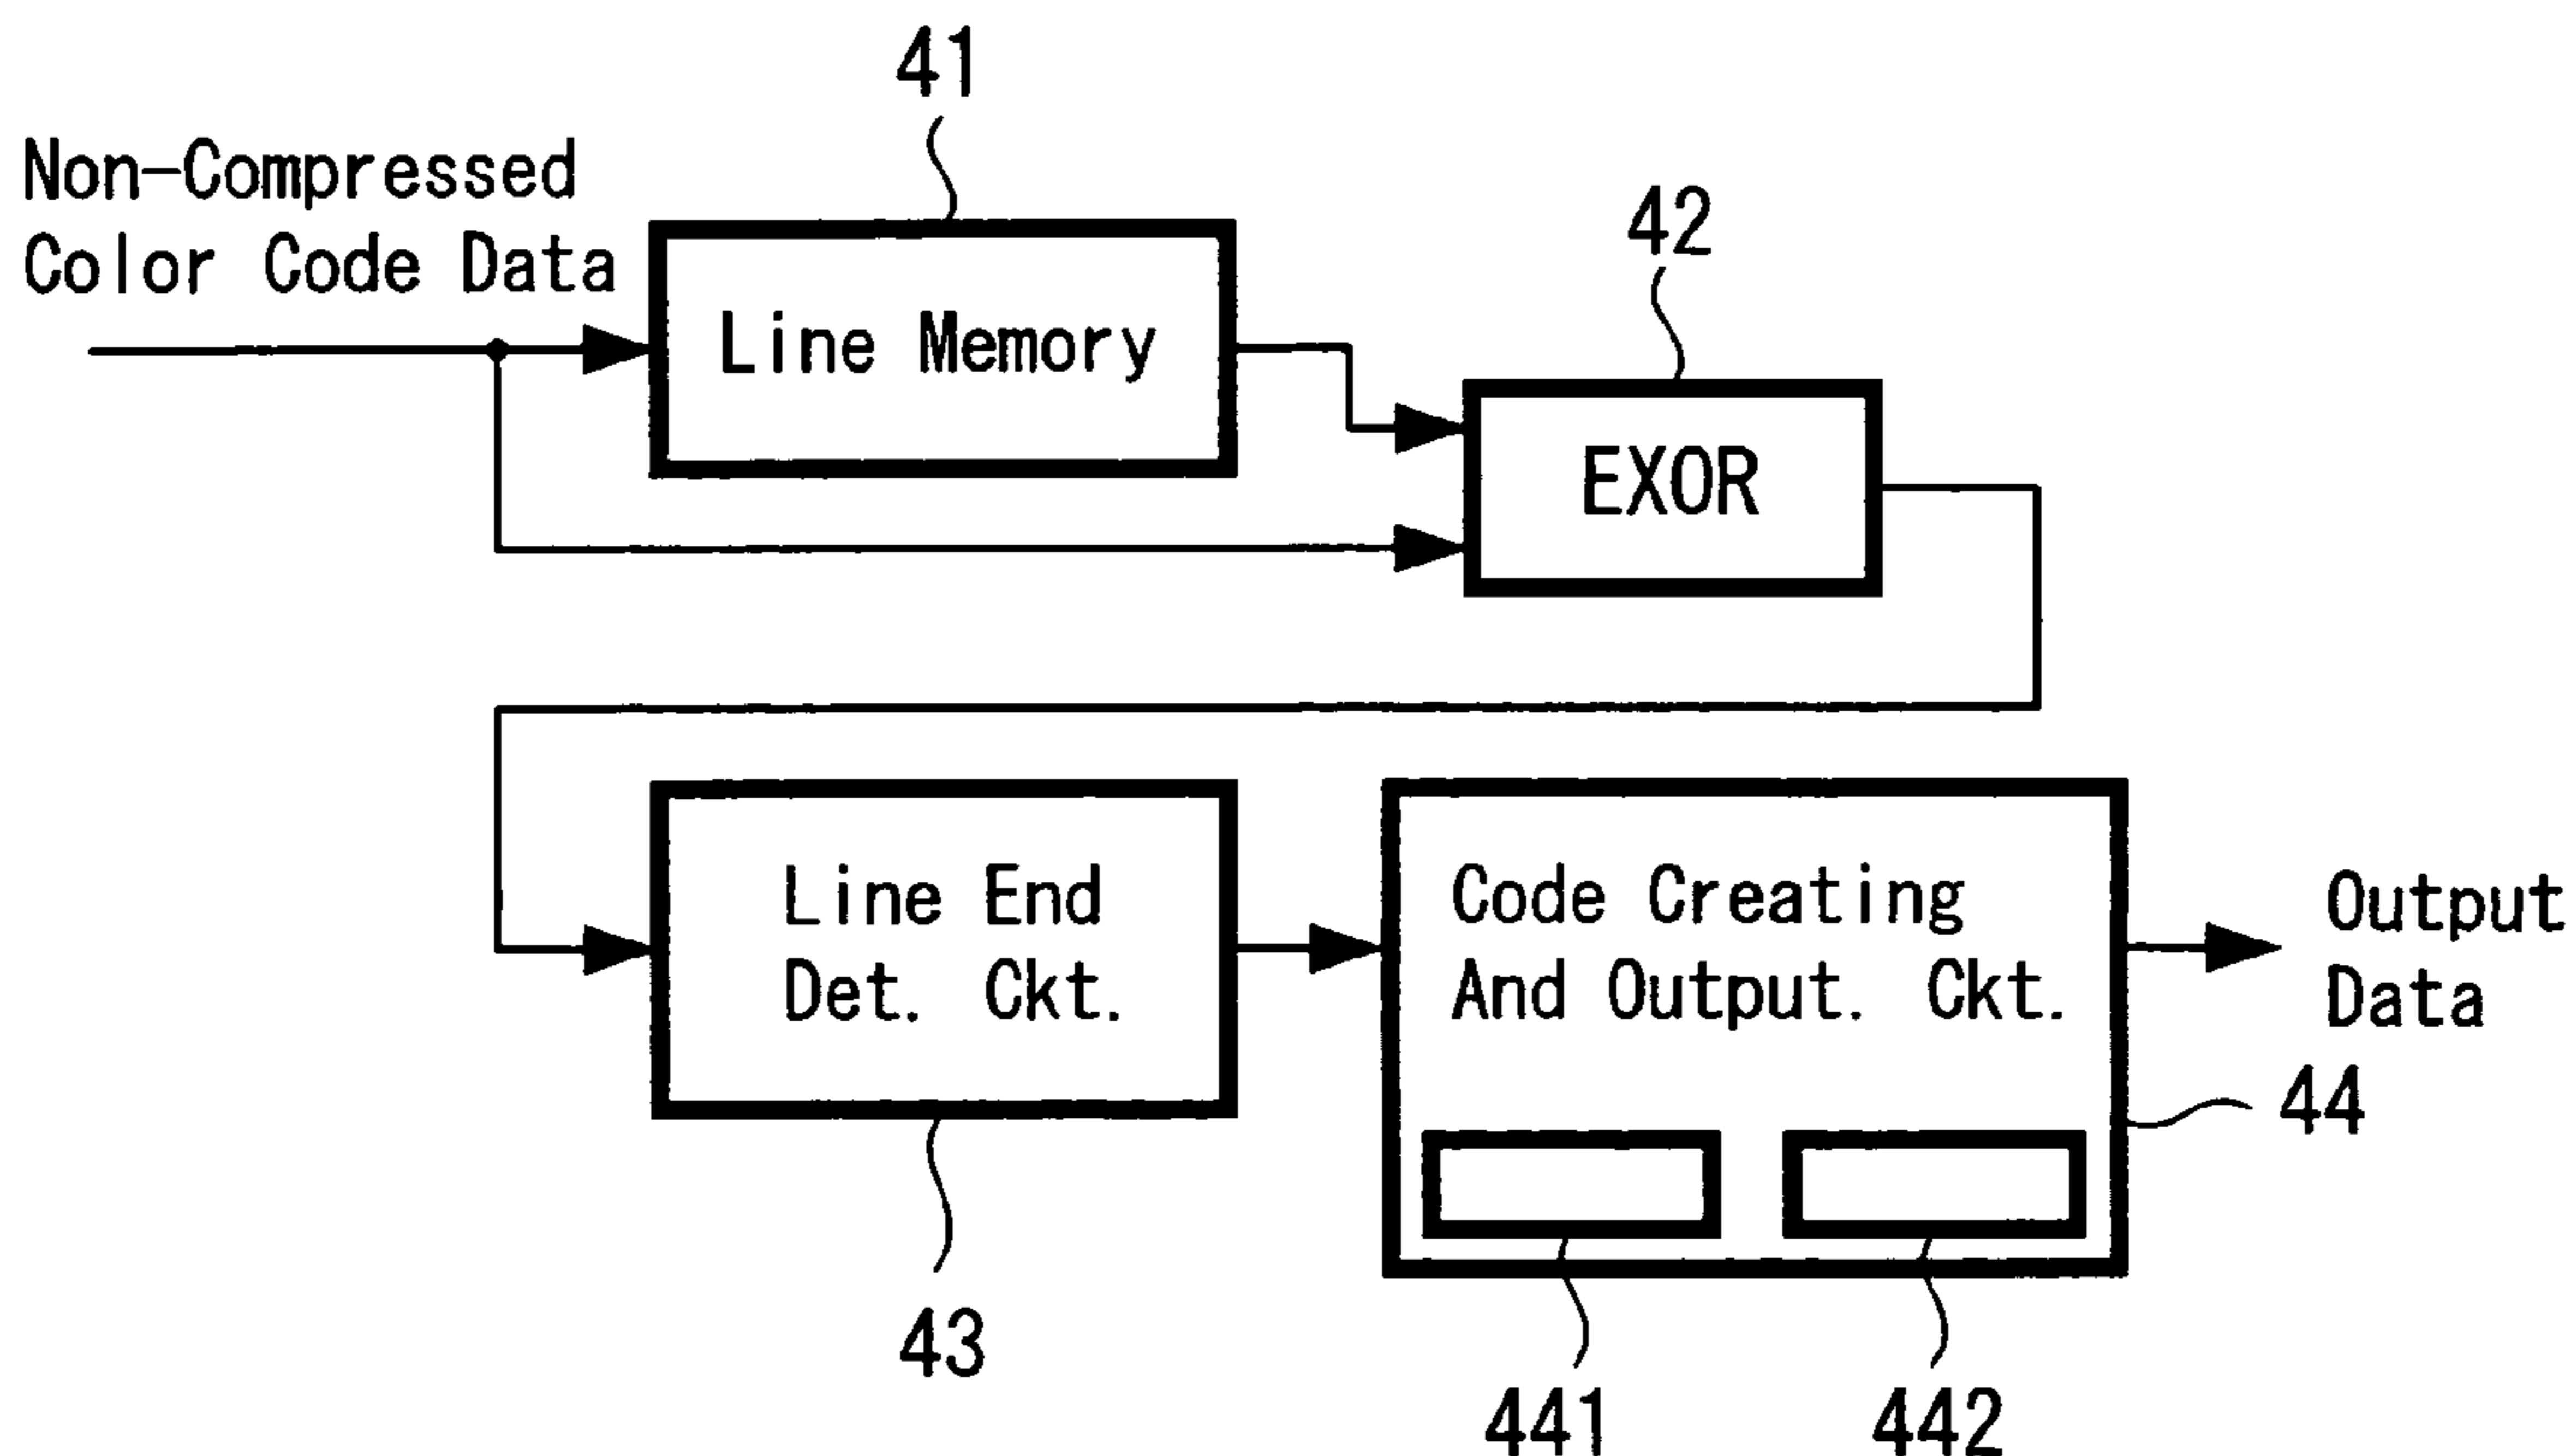 41
Non-Compressed
Color Code Data
42
Line Memory
EXOR
Line End
Det. Ckt.
Code Creating
And Output. Ckt.
Output
Data
44
43
441
442